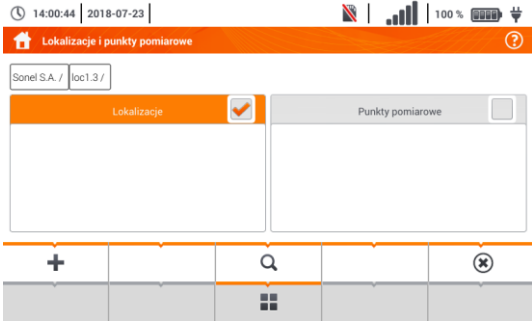 14:00:44 2018-07-23 100 %
Lokalizacje i punkty pomiarowe
Sonel S.A. / loc1.3 /
Lokalizacje Punkty pomiarowe